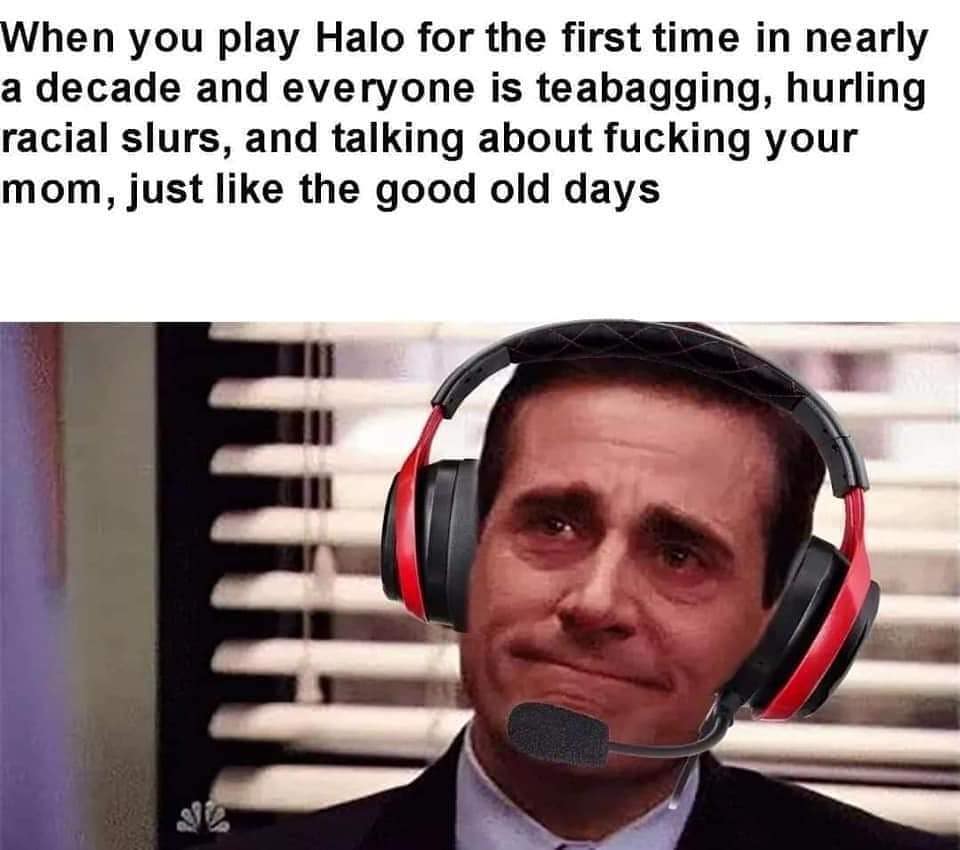 When you play Halo for the first time in nearly
a decade and everyone is teabagging, hurling
racial slurs, and talking about fucking your
mom, just like the good old days